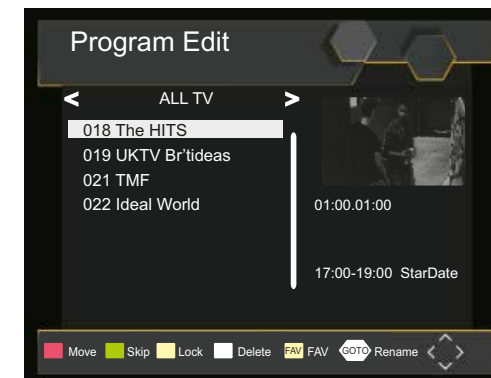 Program Edit
< ALL TV >
018 The HITS
019 UKTV Br'tideas
021 TMF
022 Ideal World
01:00.01:00
17:00-19:00 StarDate
Move Skip Lock Delete FAV FAV GOTO Rename